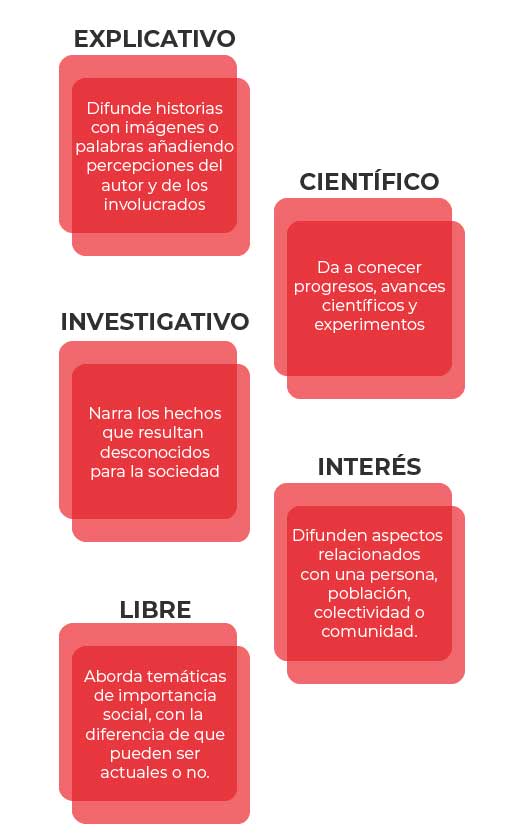 EXPLICATIVO
Difunde historias
con imágenes o
palabras añadiendo
percepciones del
autor y de los
involucrados
CIENTÍFICO
Da a conecer
progresos, avances
científicos y
experimentos
INVESTIGATIVO
Narra los hechos
que resultan
desconocidos
para la sociedad
INTERÉS
Difunden aspectos
relacionados
con una persona,
población,
colectividad o
comunidad.
LIBRE
Aborda temáticas
de importancia
social, con la
diferencia de que
pueden ser
actuales o no.